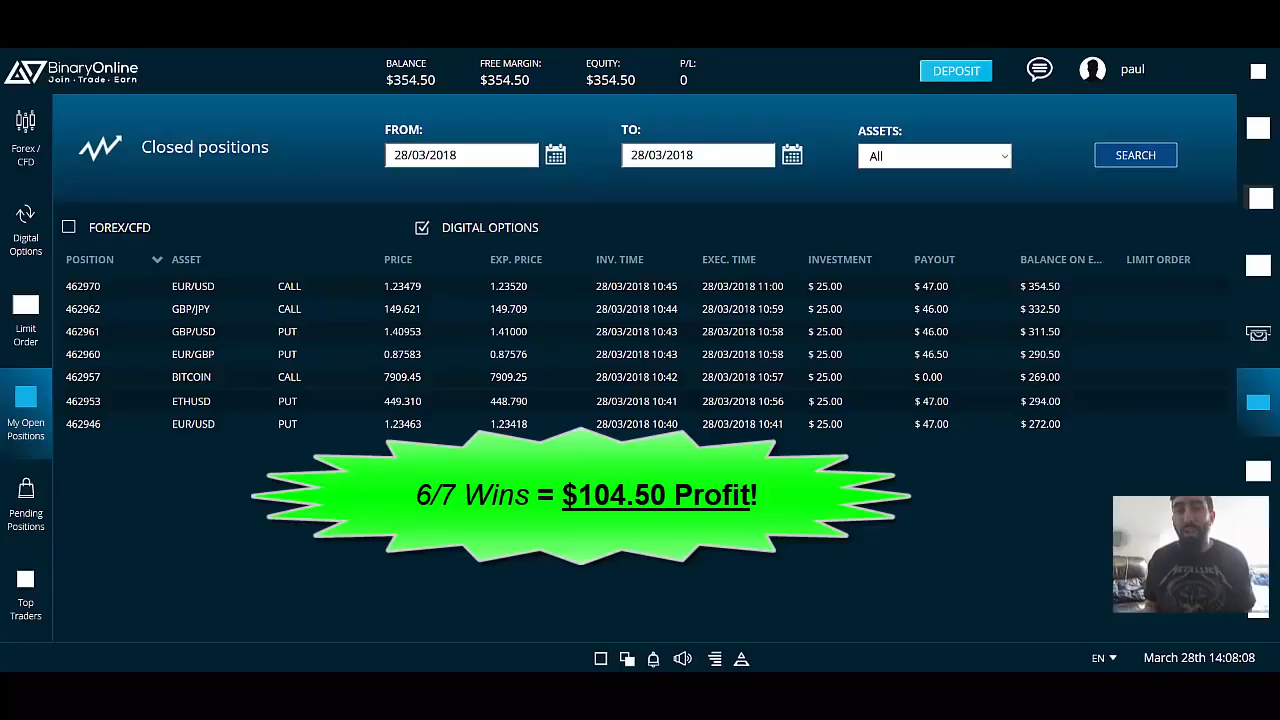 BinaryOnline
Join · Trade · Earn
BALANCE FREE MARGIN: EQUITY: P/L:
$354.50 $354.50 $354.50 0
DEPOSIT paul
Forex / CFD
Digital Options
Limit Order
My Open Positions
Pending Positions
Top Traders
Closed positions
FROM: TO: ASSETS:
28/03/2018 28/03/2018 All SEARCH
FOREX/CFD DIGITAL OPTIONS
POSITION ASSET PRICE EXP. PRICE INV. TIME EXEC. TIME INVESTMENT PAYOUT BALANCE ON E... LIMIT ORDER
462970 EUR/USD CALL 1.23479 1.23520 28/03/2018 10:45 28/03/2018 11:00 $ 25.00 $ 47.00 $ 354.50
462962 GBP/JPY CALL 149.621 149.709 28/03/2018 10:44 28/03/2018 10:59 $ 25.00 $ 46.00 $ 332.50
462961 GBP/USD PUT 1.40953 1.41000 28/03/2018 10:43 28/03/2018 10:58 $ 25.00 $ 46.00 $ 311.50
462960 EUR/GBP PUT 0.87583 0.87576 28/03/2018 10:43 28/03/2018 10:58 $ 25.00 $ 46.50 $ 290.50
462957 BITCOIN CALL 7909.45 7909.25 28/03/2018 10:42 28/03/2018 10:57 $ 25.00 $ 0.00 $ 269.00
462953 ETHUSD PUT 449.310 448.790 28/03/2018 10:41 28/03/2018 10:56 $ 25.00 $ 47.00 $ 294.00
462946 EUR/USD PUT 1.23463 1.23418 28/03/2018 10:40 28/03/2018 10:41 $ 25.00 $ 47.00 $ 272.00
6/7 Wins = $104.50 Profit!
METALLICA
EN March 28th 14:08:08